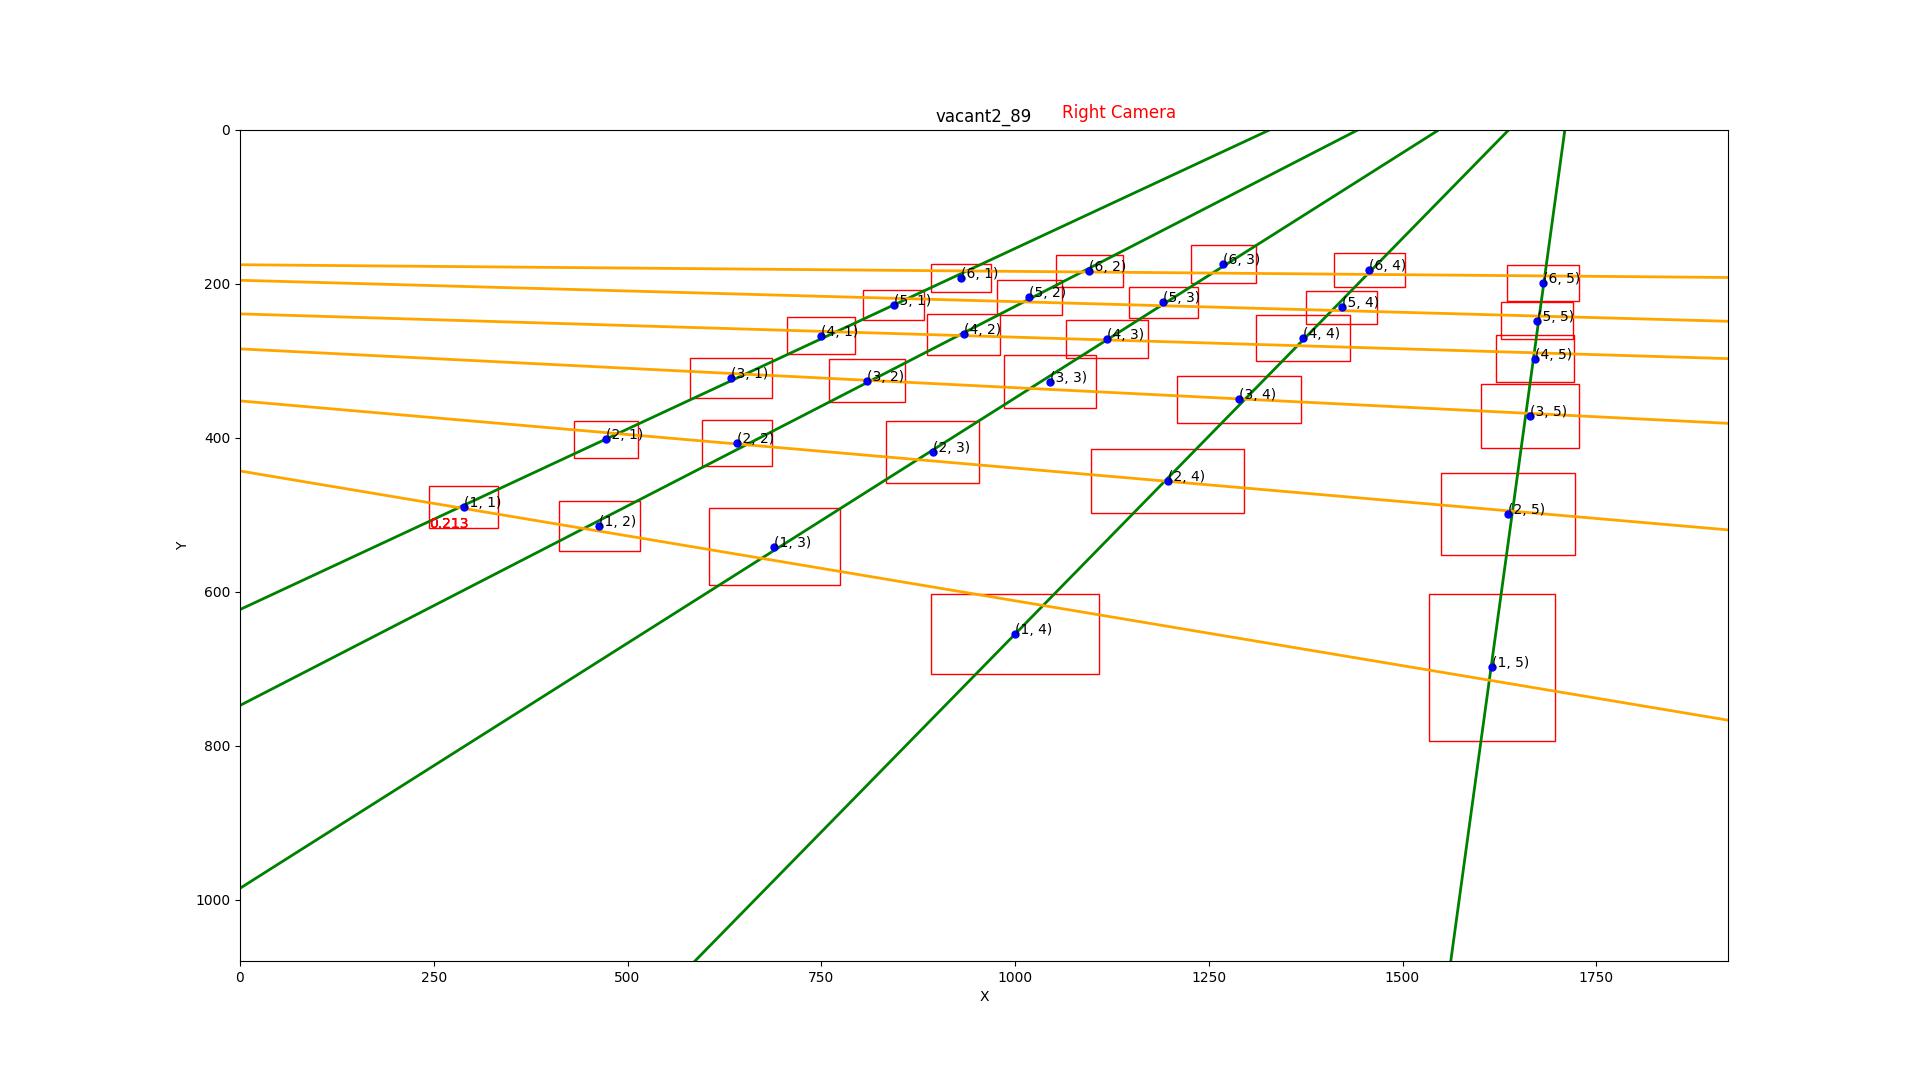 vacant2_89 Right Camera
0
(6, 1) (6, 2) (6, 3) (6, 4) (6, 5)
200
(5, 1) (5, 2) (5, 3) (5, 4) (5, 5)
(4, 1) (4, 2) (4, 3) (4, 4) (4, 5)
(3, 1) (3, 2) (3, 3) (3, 4) (3, 5)
400
(2, 1) (2, 2) (2, 3) (2, 4) (2, 5)
(1, 1) (1, 2) (1, 3) (1, 4) (1, 5)
0.213
Y
600
800
1000
0 250 500 750 1000 1250 1500 1750
X